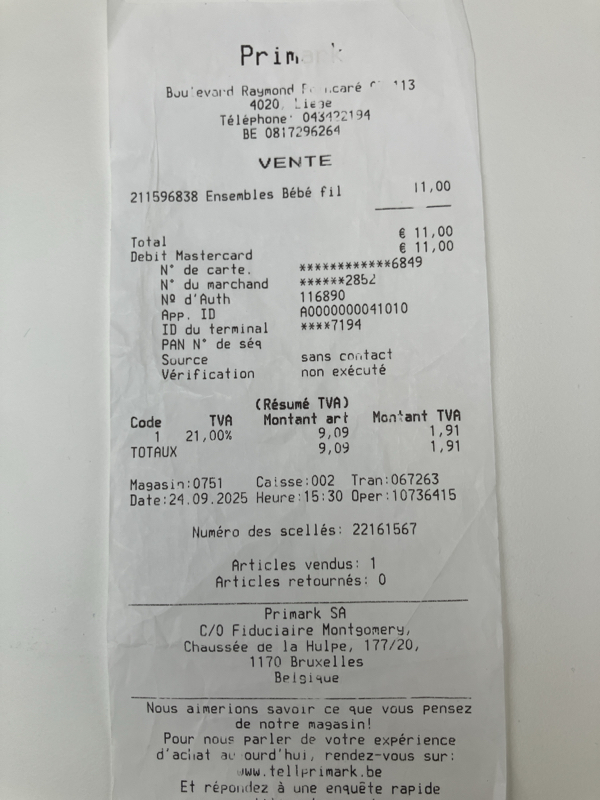 Primark
Boulevard Raymond 113
4020 Liege
Téléphone: 043422194
BE 0817296264
VENTE
211596838 Ensembles Bébé fil 11,00
Total € 11,00
Debit Mastercard € 11,00
N° de carte. ************6849
N° du marchand ******2852
Nº d'Auth 116890
App. ID A0000000041010
ID du terminal ****7194
PAN N° de séq
Source sans contact
Vérification non exécuté
(Résumé TVA)
Code TVA Montant art Montant TVA
1 21,00% 9,09 1,91
TOTAUX 9,09 1,91
Magasin:0751 Caisse:002 Tran:067263
Date:24.09.2025 Heure:15:30 Oper:10736415
Numéro des scellés: 22161567
Articles vendus: 1
Articles retournés: 0
Primark SA
C/O Fiduciaire Montgomery,
Chaussée de la Hulpe, 177/20,
1170 Bruxelles
Belgique
Nous aimerions savoir ce que vous pensez
de notre magasin!
Pour nous parler de votre expérience
d'achat aujourd'hui, rendez-vous sur:
www.tellprimark.be
Et répondez à une enquête rapide